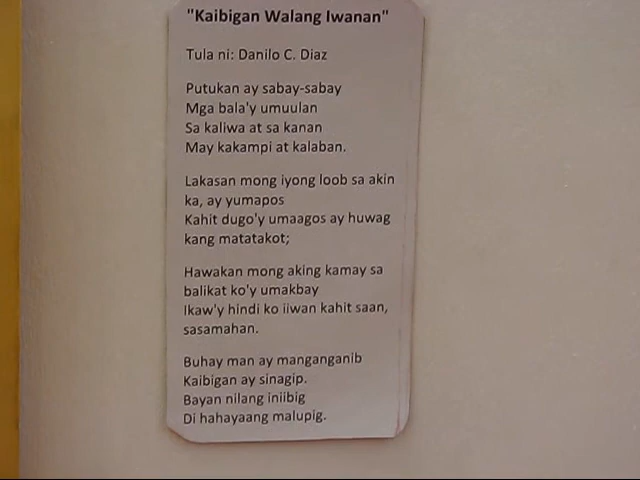 "Kaibigan Walang Iwanan"
Tula ni: Danilo C. Diaz
Putukan ay sabay-sabay
Mga bala'y umuulan
Sa kaliwa at sa kanan
May kakampi at kalaban.
Lakasan mong iyong loob sa akin
ka, ay yumapos
Kahit dugo'y umaagos ay huwag
kang matatakot;
Hawakan mong aking kamay sa
balikat ko'y umakbay
Ikaw'y hindi ko iiwan kahit saan,
sasamahan.
Buhay man ay manganganib
Kaibigan ay sinagip.
Bayan nilang iniibig
Di hahayaang malupig.